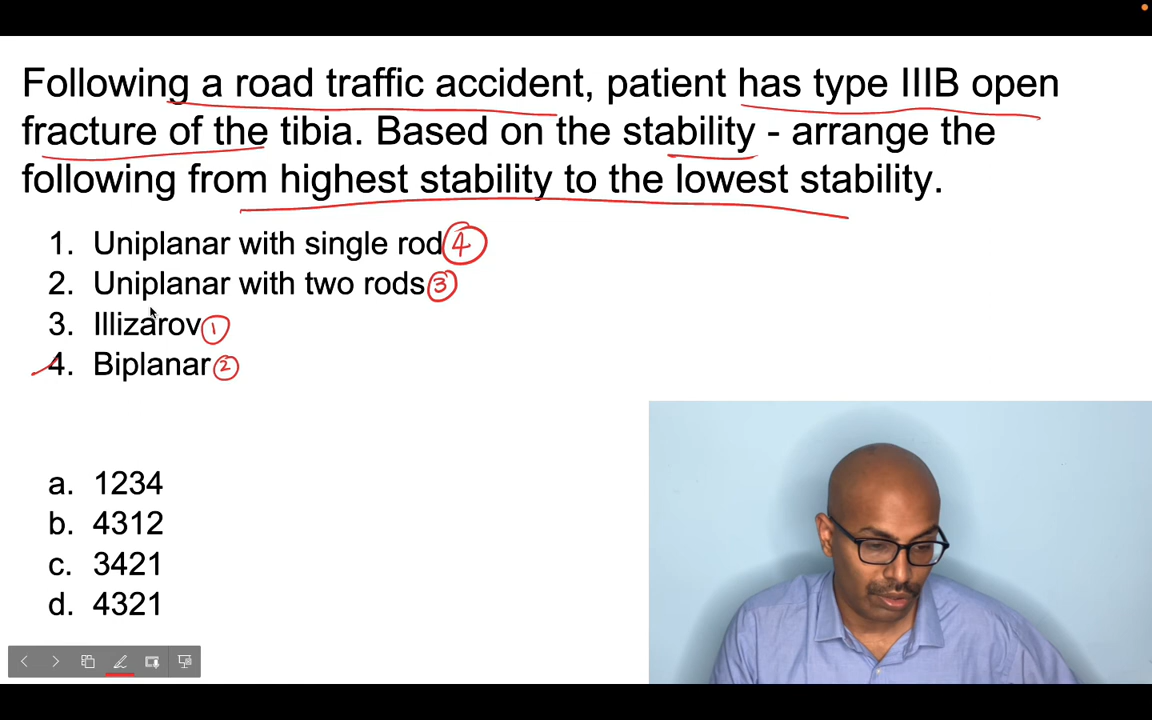 Following a road traffic accident, patient has type IIIB open
fracture of the tibia. Based on the stability - arrange the
following from highest stability to the lowest stability.
1. Uniplanar with single rod 4
2. Uniplanar with two rods 3
3. Illizarov 1
4. Biplanar 2
a. 1234
b. 4312
c. 3421
d. 4321